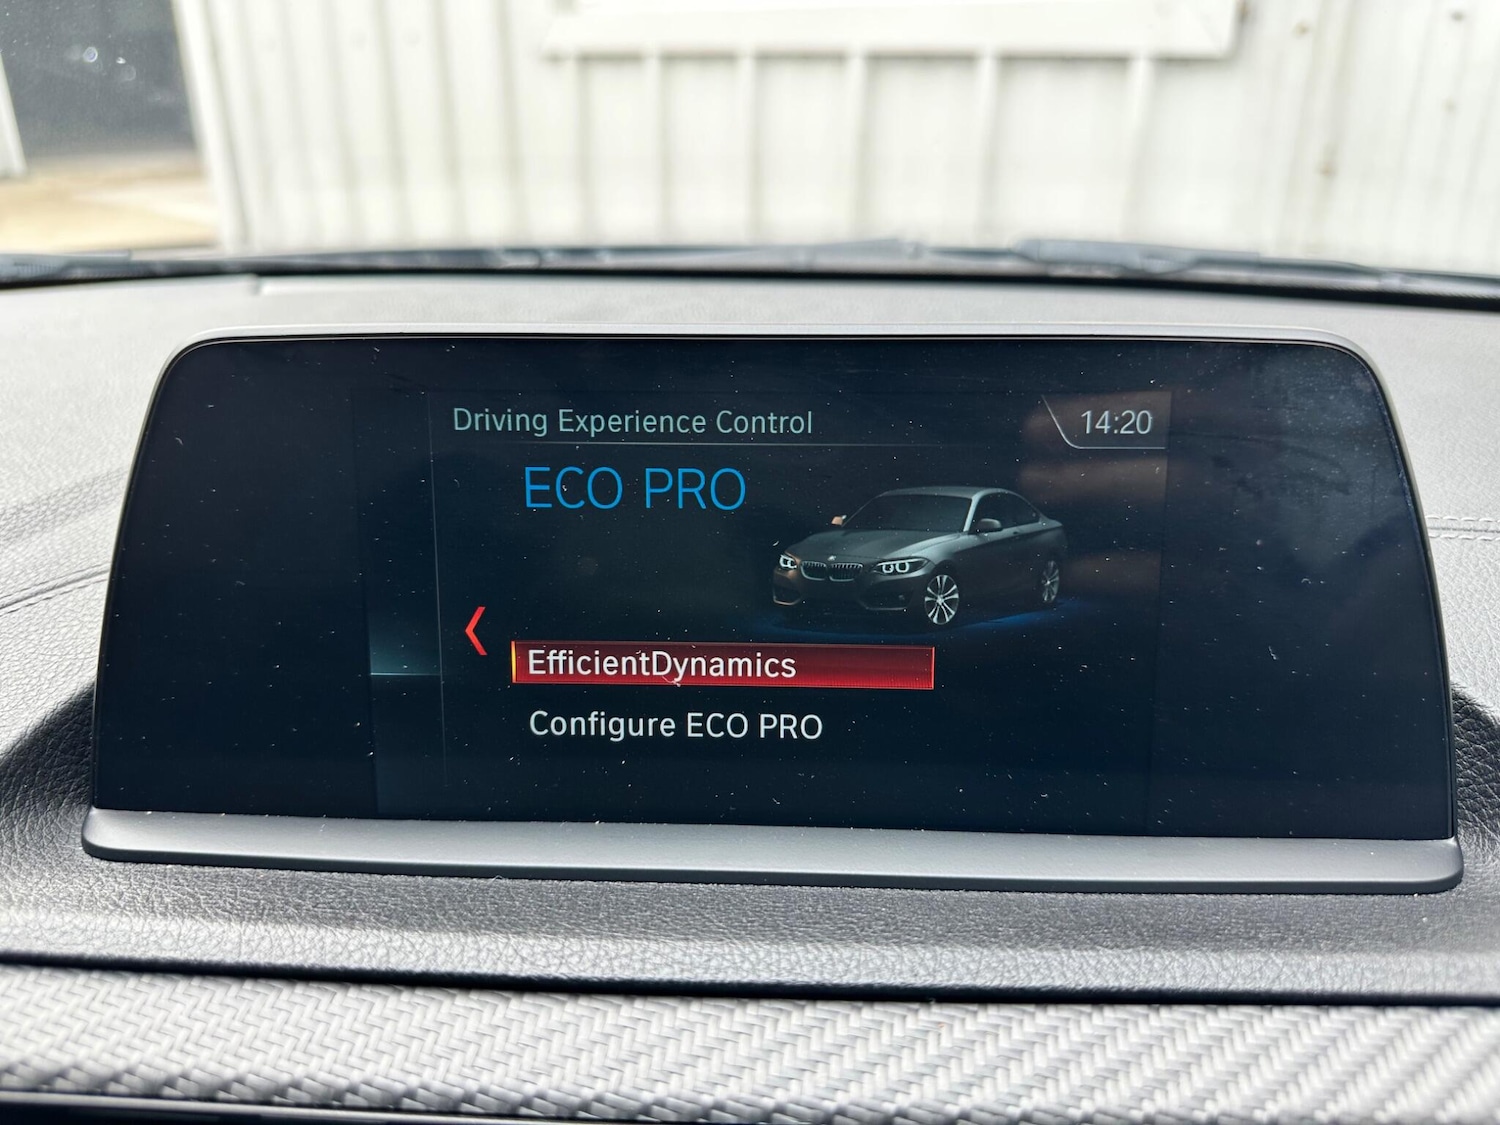 Driving Experience Control
14:20
ECO PRO
EfficientDynamics
Configure ECO PRO